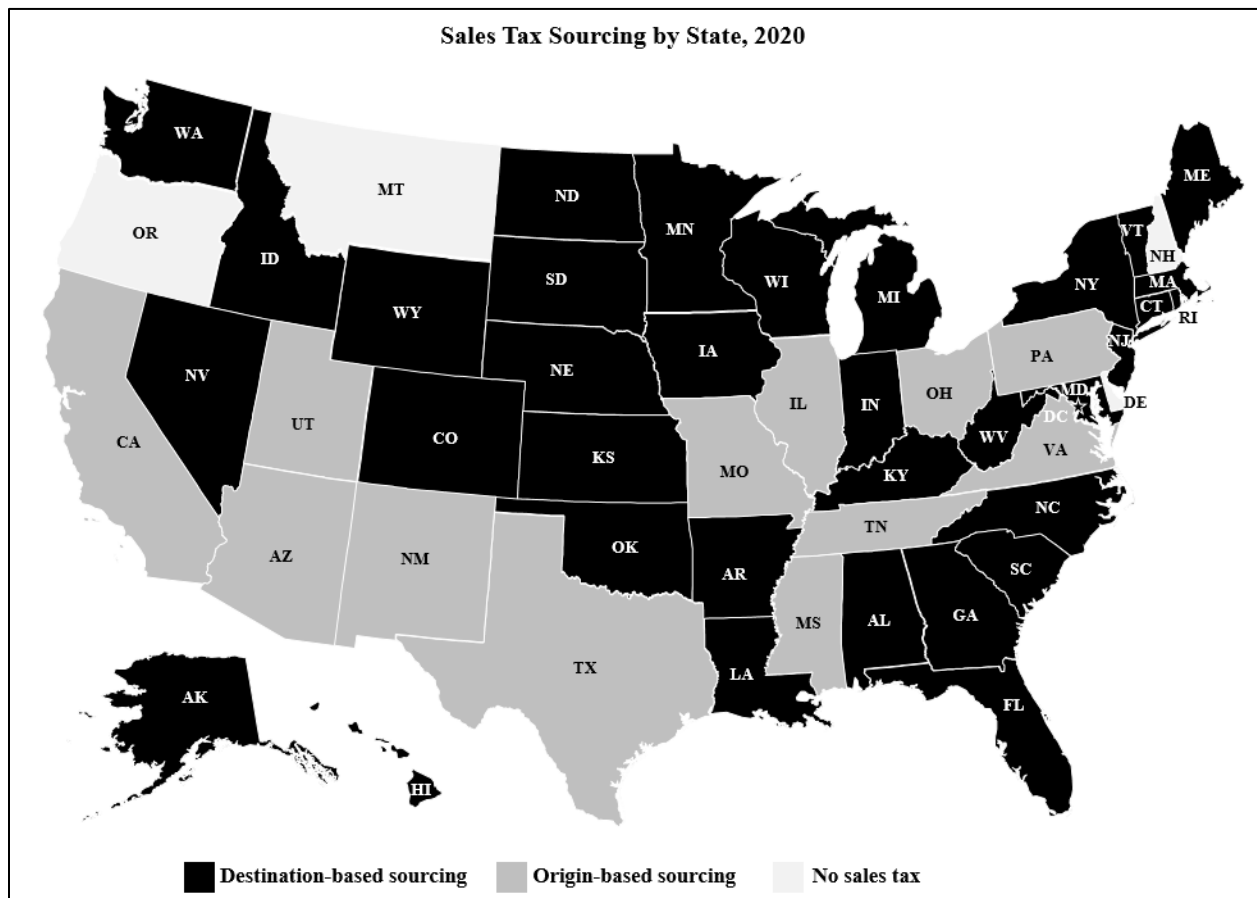 Sales Tax Sourcing by State, 2020
WA
ME
MT
ND
VT
OR
MN
NH
ID
SD
WI
NY
MA
MI
CT
WY
RI
IA
NJ
PA
NE
NV
OH
MD
IL
IN
DE
UT
DC
CO
WV
CA
VA
KS
MO
KY
NC
TN
OK
AZ
NM
SC
AR
GA
MS
AL
TX
LA
AK
FL
HI
Destination-based sourcing Origin-based sourcing No sales tax